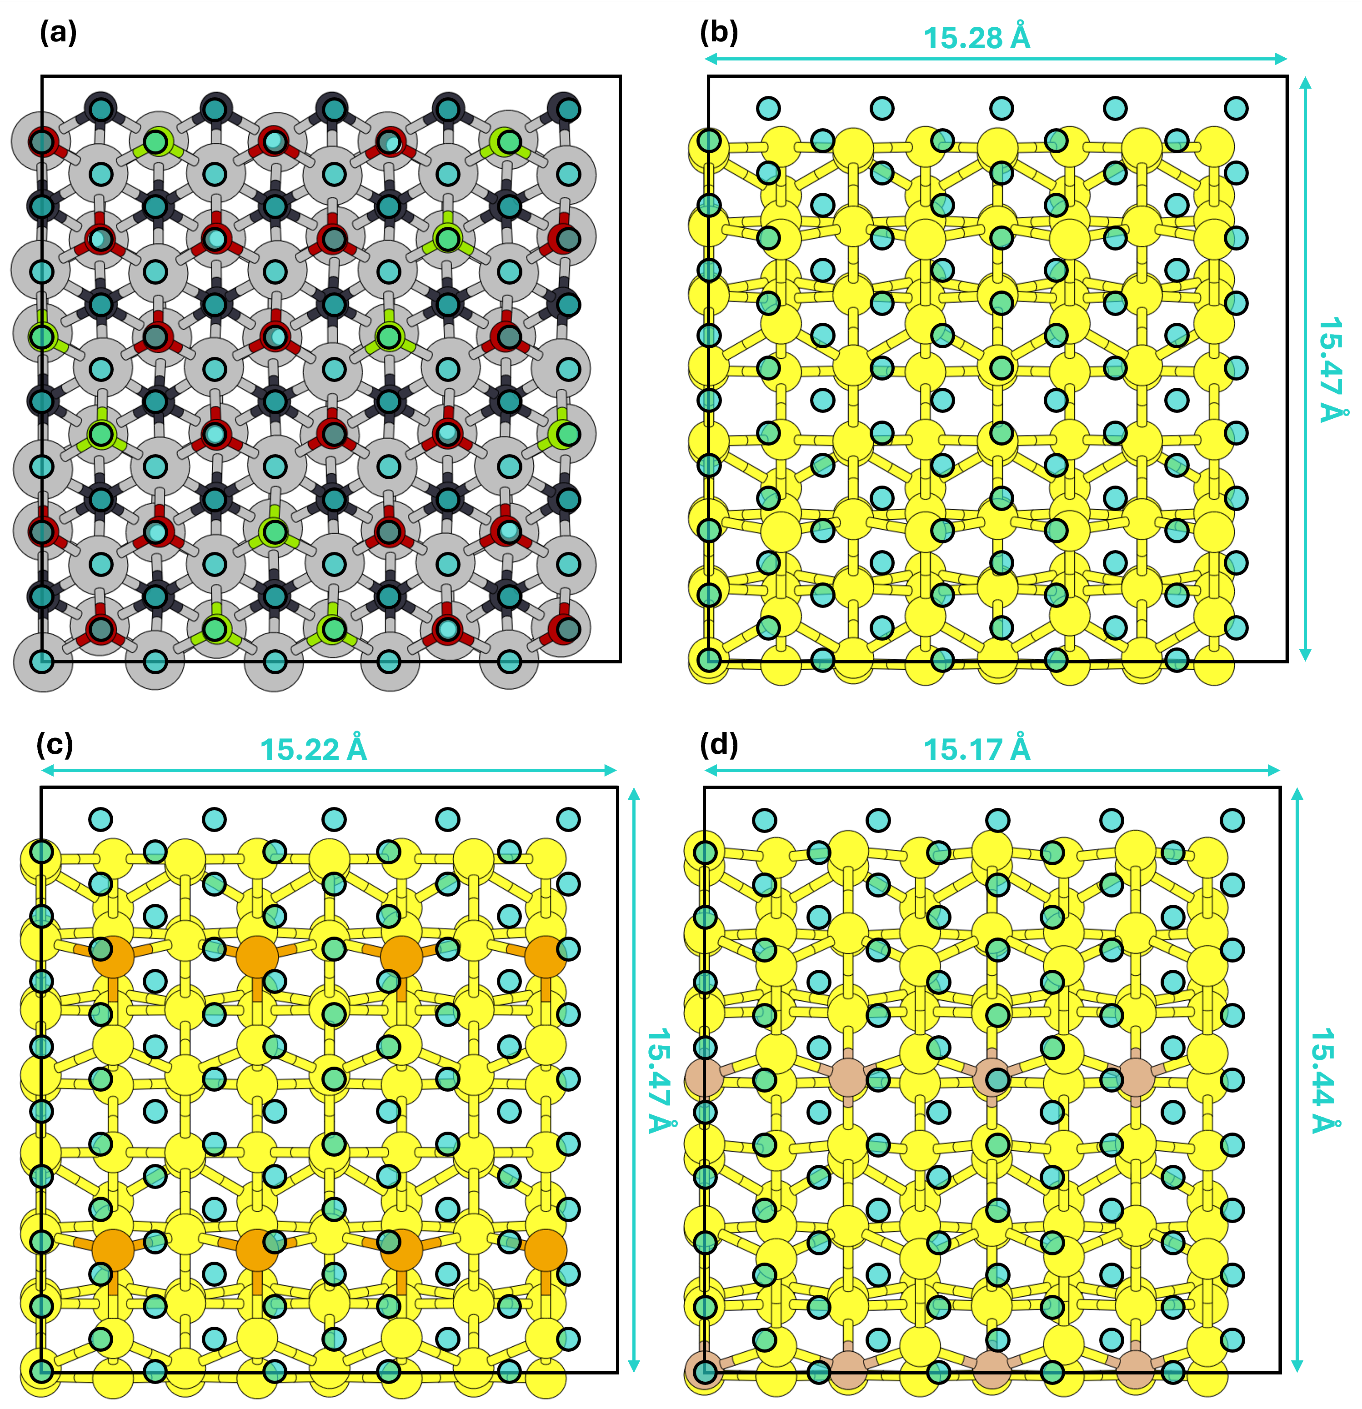 (a)
(b)
15.28 Å
15.47 Å
(c)
15.22 Å
15.47 Å
(d)
15.17 Å
15.44 Å